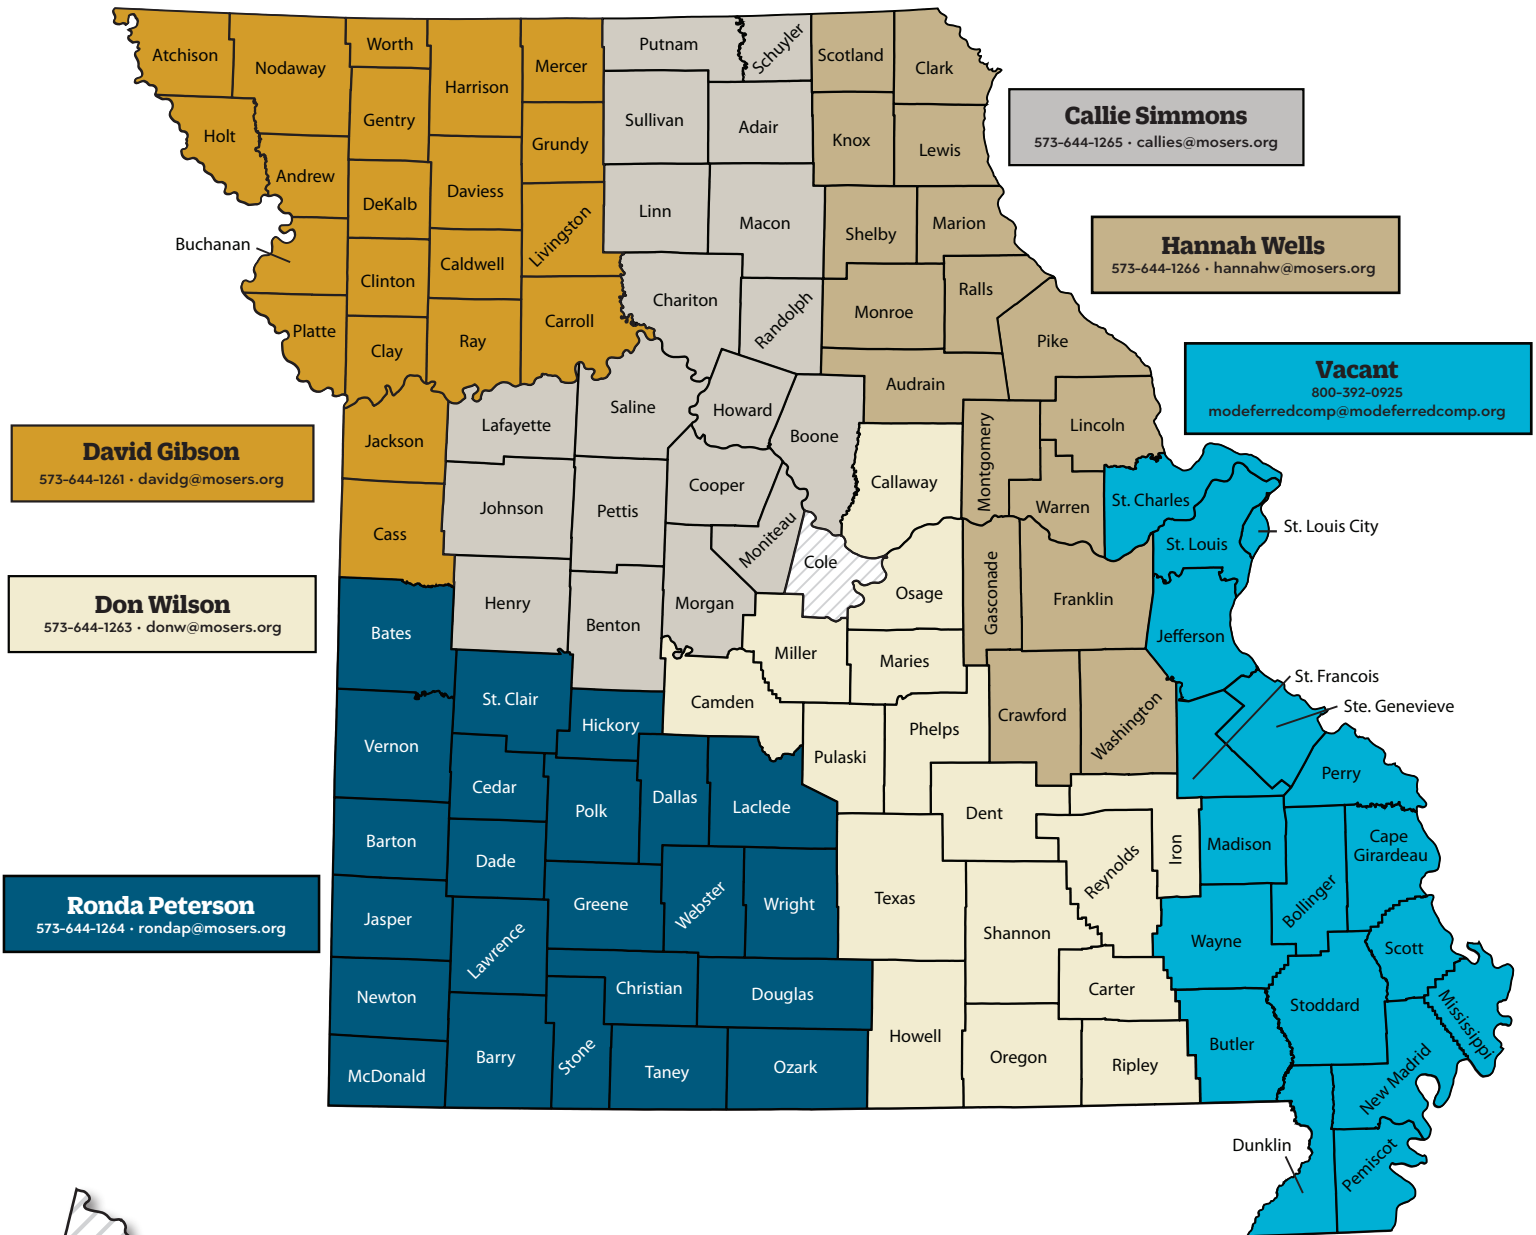 Atchison
Nodaway
Worth
Harrison
Mercer
Putnam
Schuyler
Scotland
Clark
Holt
Gentry
Grundy
Sullivan
Adair
Knox
Lewis
Callie Simmons
573-644-1265 · callies@mosers.org
Andrew
DeKalb
Daviess
Livingston
Linn
Macon
Shelby
Marion
Hannah Wells
573-644-1266 · hannahw@mosers.org
Buchanan
Clinton
Caldwell
Chariton
Randolph
Monroe
Ralls
Platte
Clay
Ray
Carroll
Pike
Audrain
Vacant
800-392-0925
modeferredcomp@modeferredcomp.org
David Gibson
573-644-1261 · davidg@mosers.org
Jackson
Lafayette
Saline
Howard
Boone
Callaway
Montgomery
Lincoln
Cass
Johnson
Pettis
Cooper
Moniteau
Cole
Warren
St. Charles
St. Louis
St. Louis City
Don Wilson
573-644-1263 · donw@mosers.org
Bates
Henry
Benton
Morgan
Miller
Osage
Gasconade
Franklin
Jefferson
Maries
St. Clair
Hickory
Camden
St. Francois
Ste. Genevieve
Vernon
Cedar
Polk
Dallas
Laclede
Pulaski
Phelps
Crawford
Washington
Perry
Barton
Dade
Dent
Reynolds
Iron
Madison
Bollinger
Cape
Girardeau
Ronda Peterson
573-644-1264 · rondap@mosers.org
Jasper
Lawrence
Greene
Webster
Wright
Texas
Shannon
Wayne
Scott
Newton
Christian
Douglas
Carter
Stoddard
Mississippi
McDonald
Barry
Stone
Taney
Ozark
Howell
Oregon
Ripley
Butler
New Madrid
Dunklin
Pemiscot